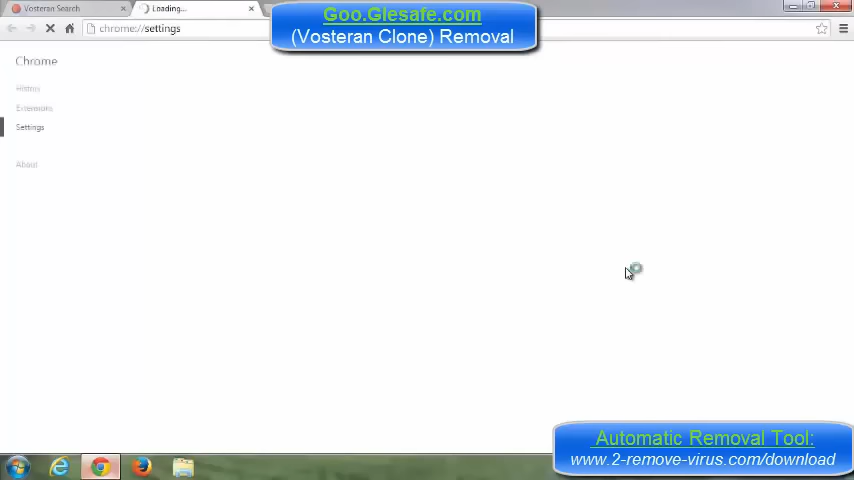 Vosteran Search
Loading...
chrome://settings
Goo.Glesafe.com
(Vosteran Clone) Removal
Chrome
History
Extensions
Settings
About
Automatic Removal Tool:
www.2-remove-virus.com/download